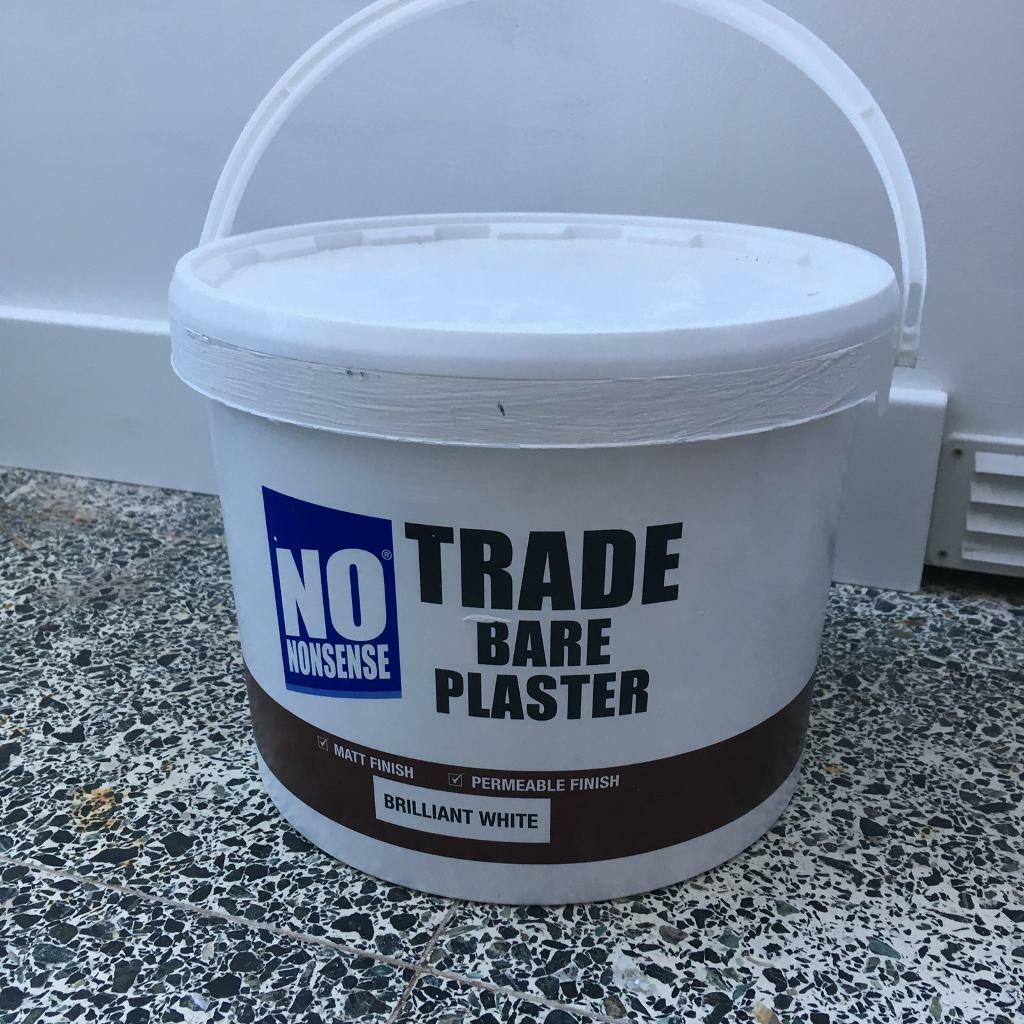 NO®
NONSENSE
TRADE
BARE
PLASTER
MATT FINISH
PERMEABLE FINISH
BRILLIANT WHITE